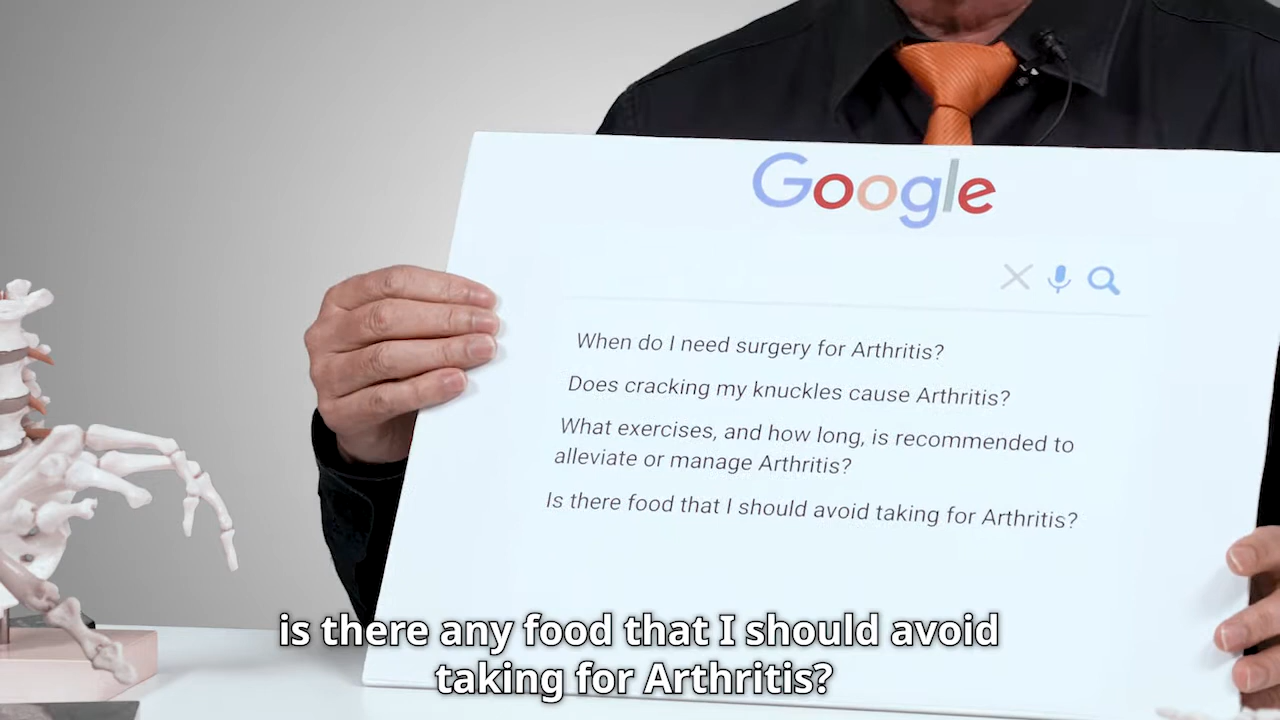 Google
When do I need surgery for Arthritis?
Does cracking my knuckles cause Arthritis?
What exercises, and how long, is recommended to
alleviate or manage Arthritis?
Is there food that I should avoid taking for Arthritis?
is there any food that I should avoid
taking for Arthritis?